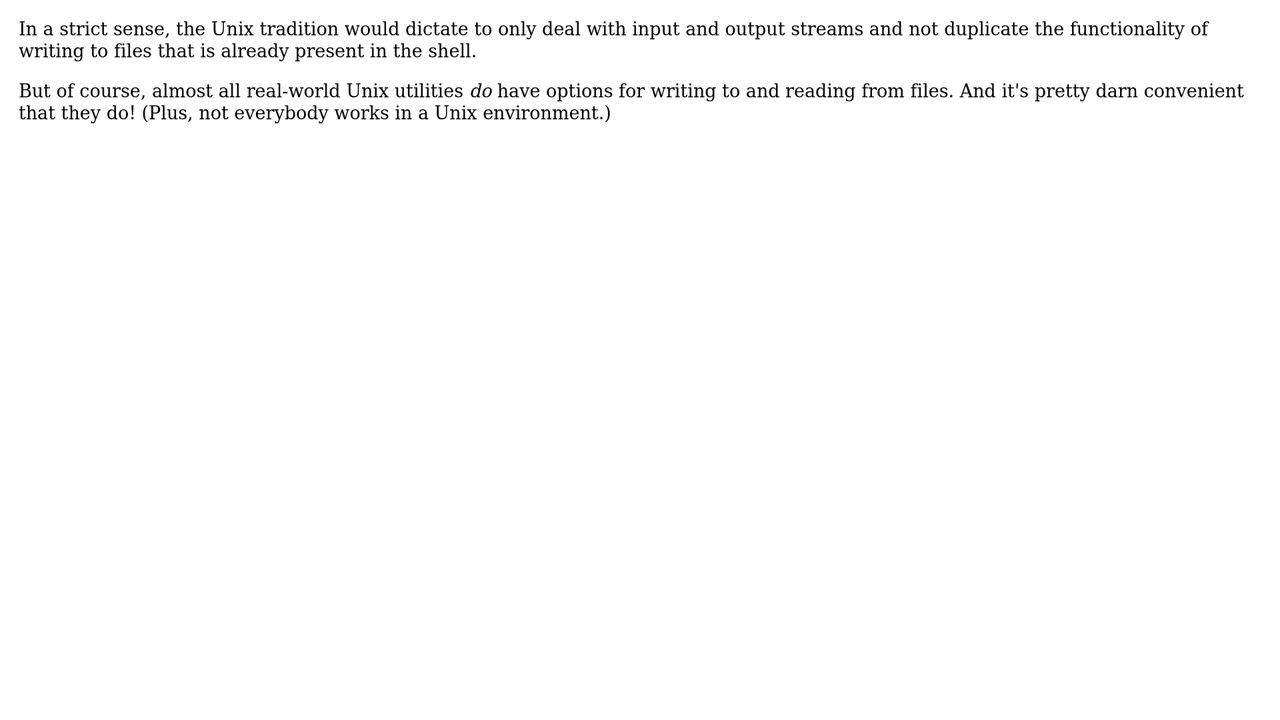 In a strict sense, the Unix tradition would dictate to only deal with input and output streams and not duplicate the functionality of
writing to files that is already present in the shell.
But of course, almost all real-world Unix utilities do have options for writing to and reading from files. And it's pretty darn convenient
that they do! (Plus, not everybody works in a Unix environment.)